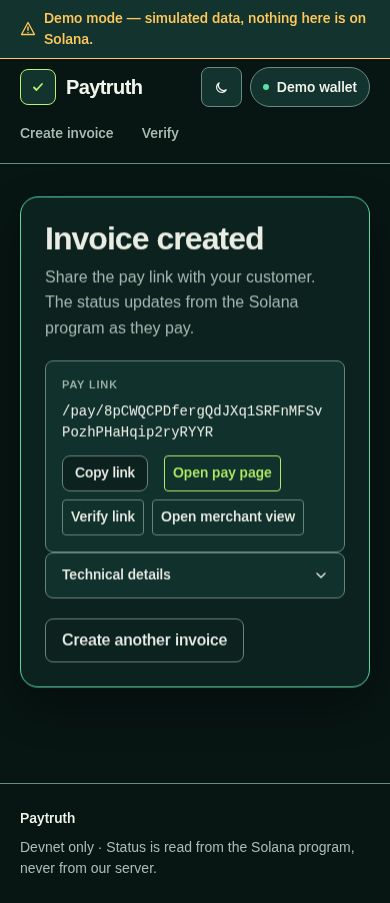 Demo mode — simulated data, nothing here is on
Solana.
Paytruth
Demo wallet
Create invoice
Verify
Invoice created
Share the pay link with your customer.
The status updates from the Solana
program as they pay.
PAY LINK
/pay/8pCWQCPDfergQdJXq1SRFnMFSv
PozhPHaHqip2ryRYYR
Copy link
Open pay page
Verify link
Open merchant view
Technical details
Create another invoice
Paytruth
Devnet only · Status is read from the Solana program,
never from our server.